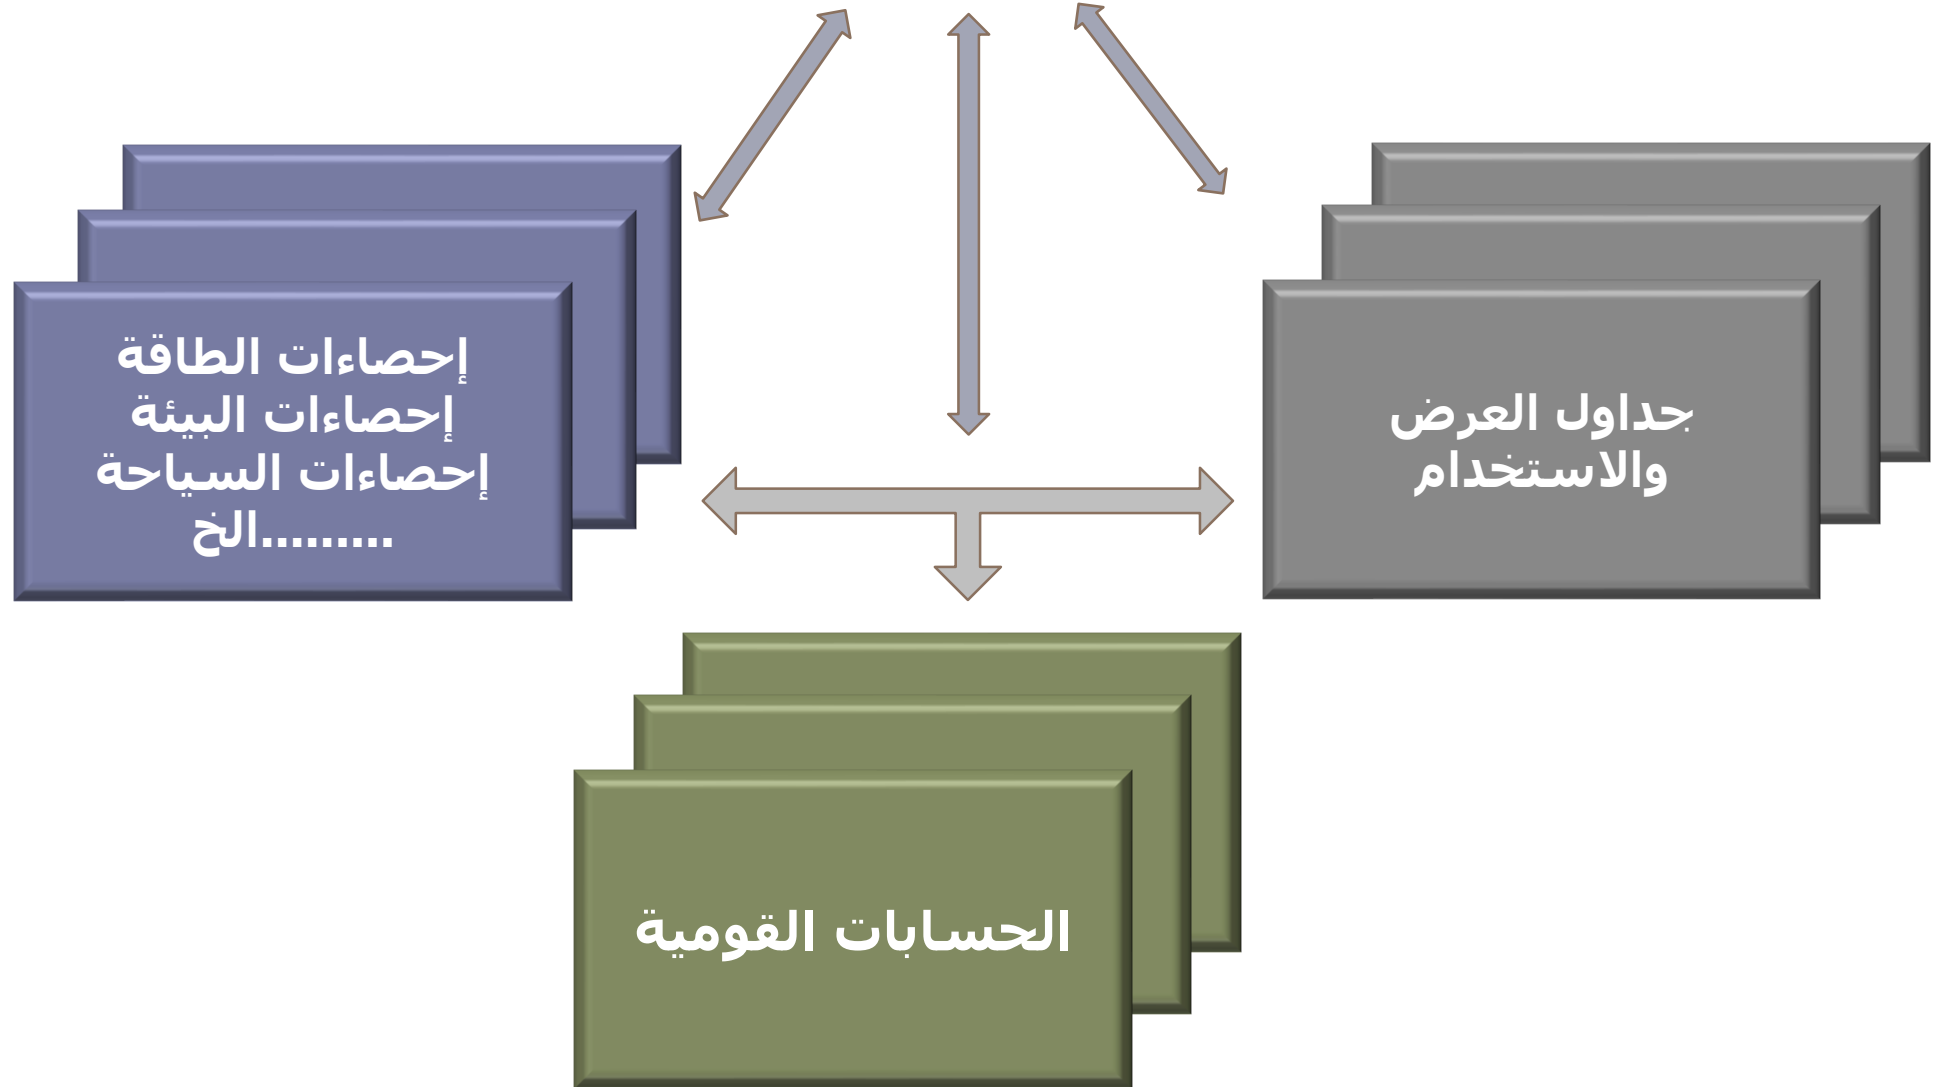 جداول العرض
والاستخدام
إحصاءات الطاقة
إحصاءات البيئة
إحصاءات السياحة
.........الخ
الحسابات القومية